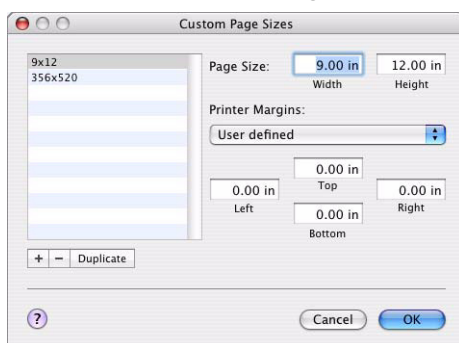 Custom Page Sizes
9x12
356x520
Page Size:
9.00 in
12.00 in
Width
Height
Printer Margins:
User defined
0.00 in
Top
0.00 in
Left
0.00 in
Right
0.00 in
Bottom
+ − Duplicate
?
Cancel
OK